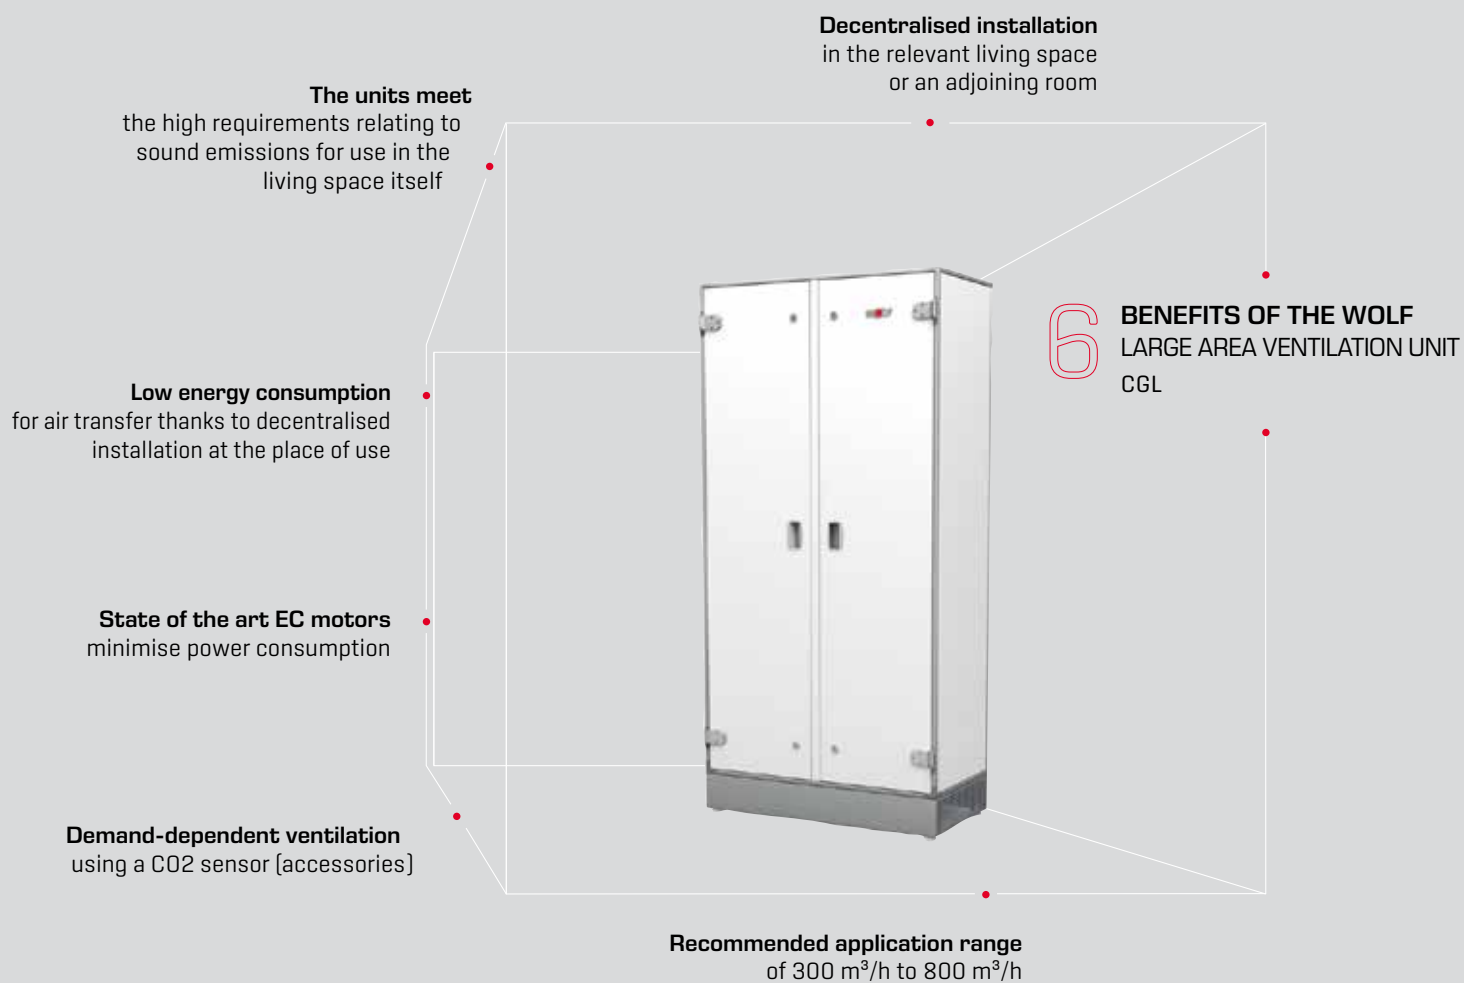 Decentralised installation
in the relevant living space
or an adjoining room
The units meet
the high requirements relating to
sound emissions for use in the
living space itself
6
BENEFITS OF THE WOLF
LARGE AREA VENTILATION UNIT
CGL
Low energy consumption
for air transfer thanks to decentralised
installation at the place of use
State of the art EC motors
minimise power consumption
Demand-dependent ventilation
using a CO2 sensor (accessories)
Recommended application range
of 300 m³/h to 800 m³/h